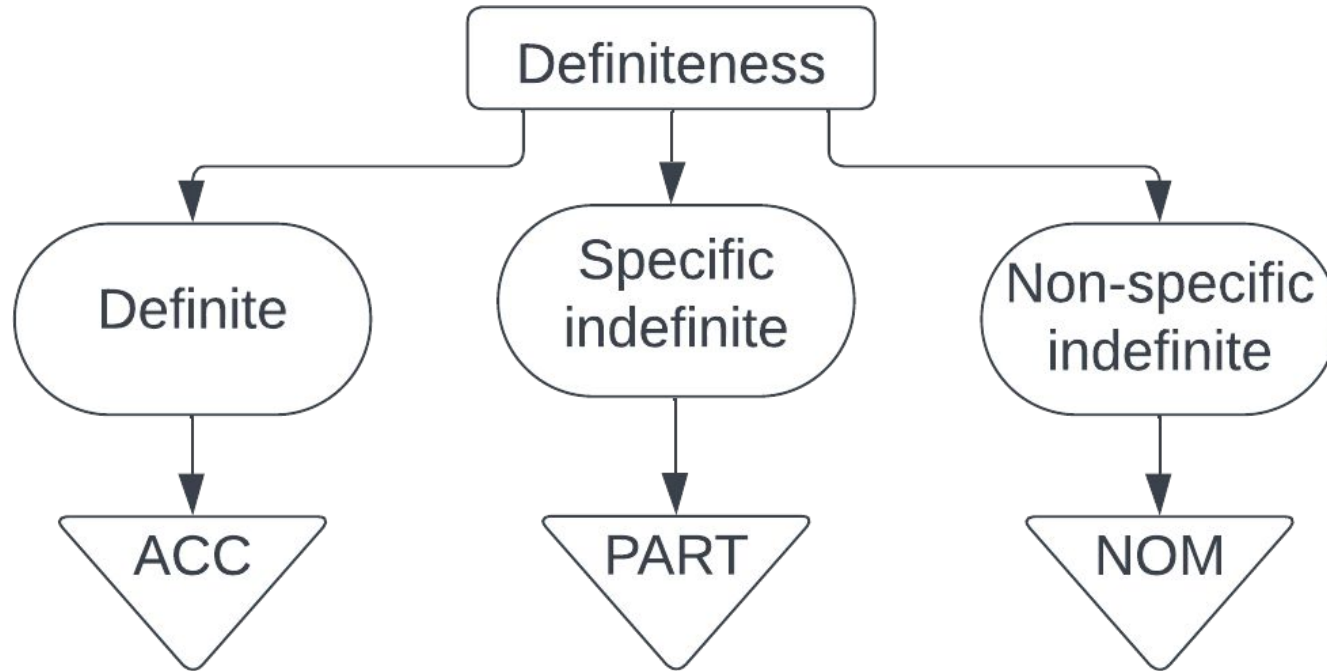 Definiteness
Definite
Specific
indefinite
Non-specific
indefinite
ACC
PART
NOM